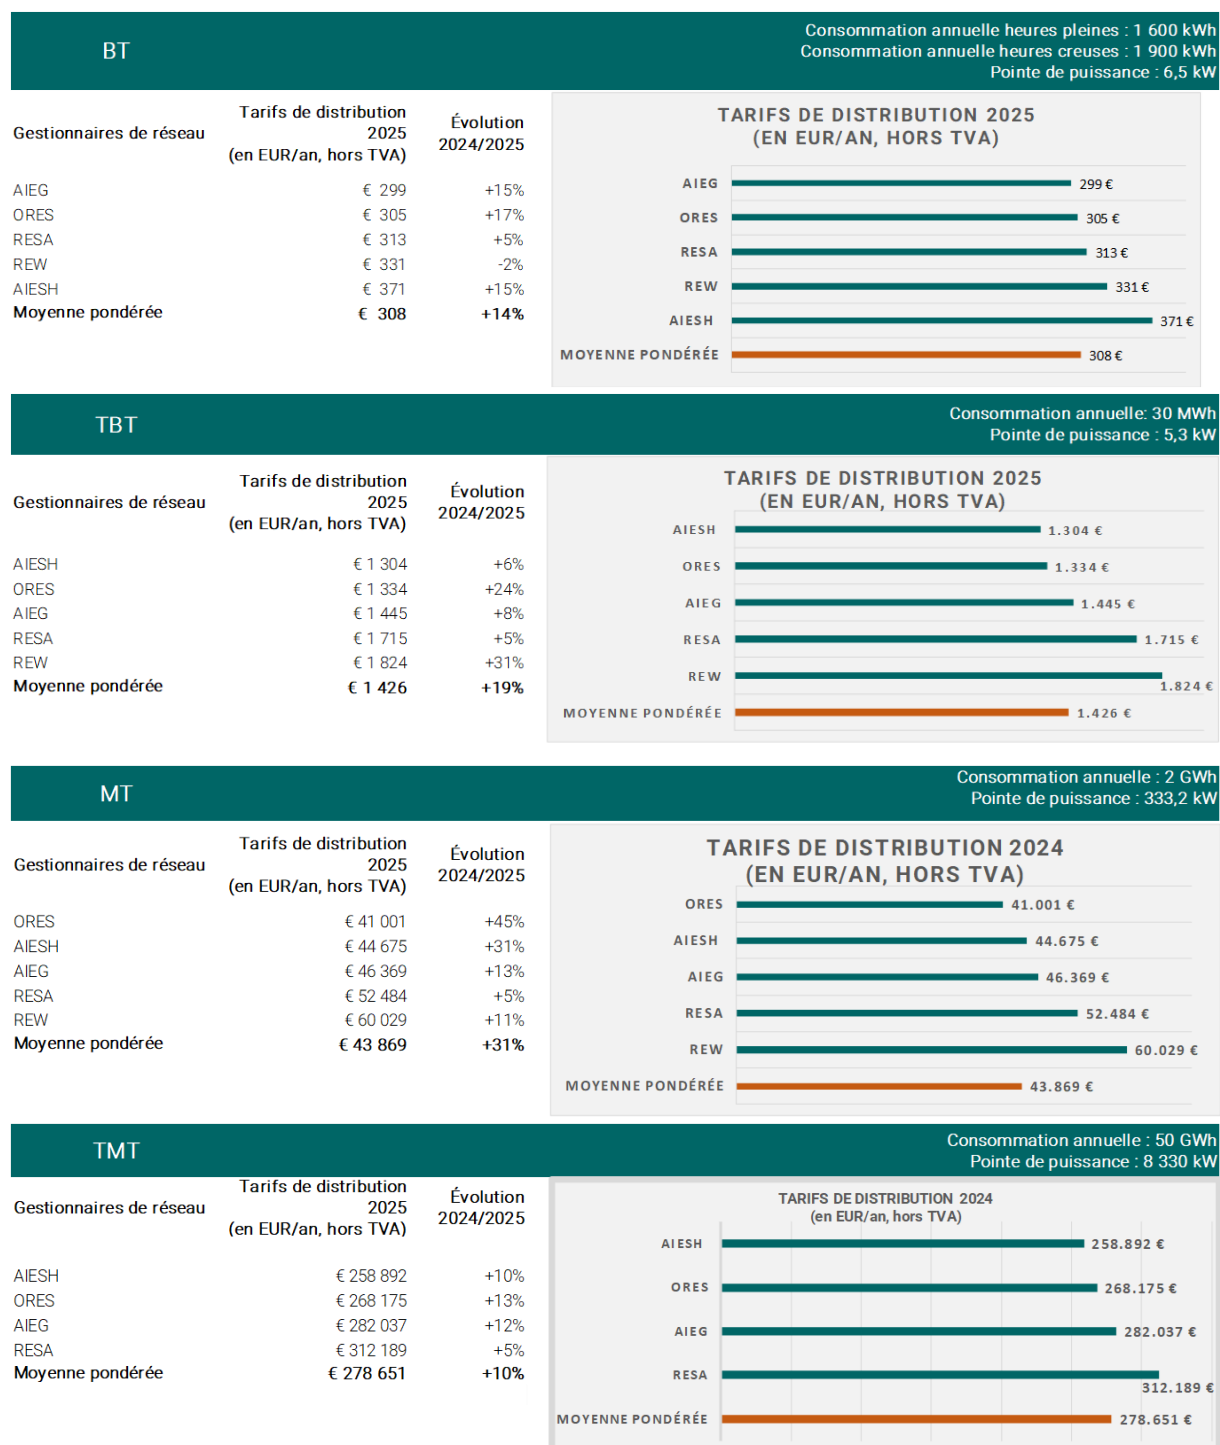 BT
Consommation annuelle heures pleines : 1 600 kWh
Consommation annuelle heures creuses : 1 900 kWh
Pointe de puissance : 6,5 kW
Gestionnaires de réseau
Tarifs de distribution
2025
(en EUR/an, hors TVA)
Évolution
2024/2025
AIEG € 299 +15%
ORES € 305 +17%
RESA € 313 +5%
REW € 331 -2%
AIESH € 371 +15%
Moyenne pondérée € 308 +14%
TARIFS DE DISTRIBUTION 2025
(EN EUR/AN, HORS TVA)
AIEG 299 €
ORES 305 €
RESA 313 €
REW 331 €
AIESH 371 €
MOYENNE PONDÉRÉE 308 €
TBT
Consommation annuelle: 30 MWh
Pointe de puissance : 5,3 kW
Gestionnaires de réseau
Tarifs de distribution
2025
(en EUR/an, hors TVA)
Évolution
2024/2025
AIESH € 1 304 +6%
ORES € 1 334 +24%
AIEG € 1 445 +8%
RESA € 1 715 +5%
REW € 1 824 +31%
Moyenne pondérée € 1 426 +19%
TARIFS DE DISTRIBUTION 2025
(EN EUR/AN, HORS TVA)
AIESH 1.304 €
ORES 1.334 €
AIEG 1.445 €
RESA 1.715 €
REW 1.824 €
MOYENNE PONDÉRÉE 1.426 €
MT
Consommation annuelle : 2 GWh
Pointe de puissance : 333,2 kW
Gestionnaires de réseau
Tarifs de distribution
2025
(en EUR/an, hors TVA)
Évolution
2024/2025
ORES € 41 001 +45%
AIESH € 44 675 +31%
AIEG € 46 369 +13%
RESA € 52 484 +5%
REW € 60 029 +11%
Moyenne pondérée € 43 869 +31%
TARIFS DE DISTRIBUTION 2024
(EN EUR/AN, HORS TVA)
ORES 41.001 €
AIESH 44.675 €
AIEG 46.369 €
RESA 52.484 €
REW 60.029 €
MOYENNE PONDÉRÉE 43.869 €
TMT
Consommation annuelle : 50 GWh
Pointe de puissance : 8 330 kW
Gestionnaires de réseau
Tarifs de distribution
2025
(en EUR/an, hors TVA)
Évolution
2024/2025
AIESH € 258 892 +10%
ORES € 268 175 +13%
AIEG € 282 037 +12%
RESA € 312 189 +5%
Moyenne pondérée € 278 651 +10%
TARIFS DE DISTRIBUTION 2024
(en EUR/an, hors TVA)
AIESH 258.892 €
ORES 268.175 €
AIEG 282.037 €
RESA 312.189 €
MOYENNE PONDÉRÉE 278.651 €